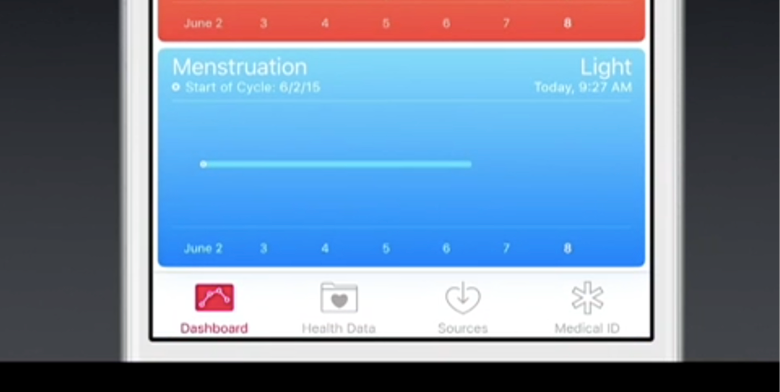 June 2 3 4 5 6 7 8
Menstruation Light
Start of Cycle: 6/2/15 Today, 9:27 AM
June 2 3 4 5 6 7 8
Dashboard Health Data Sources Medical ID